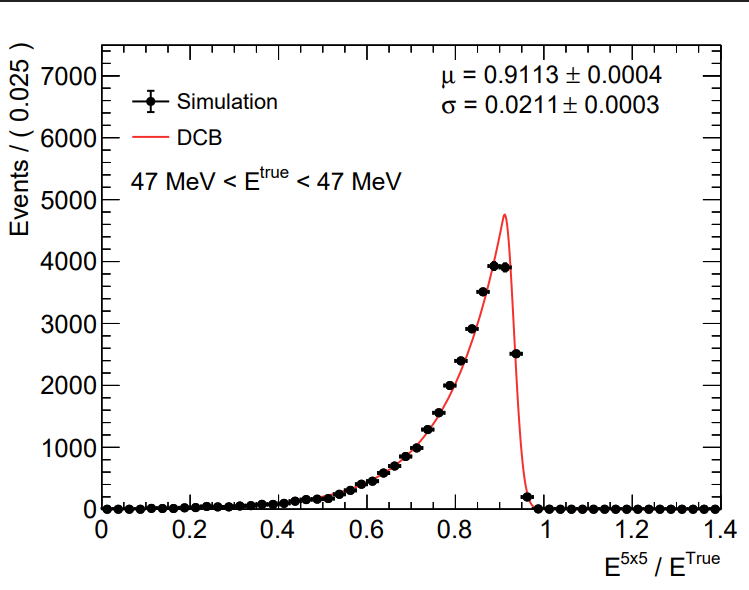 Events / ( 0.025 )
7000
6000
5000
4000
3000
2000
1000
0
μ = 0.9113 ± 0.0004
σ = 0.0211 ± 0.0003
Simulation
DCB
47 MeV < E^true < 47 MeV
0 0.2 0.4 0.6 0.8 1 1.2 1.4
E^5x5 / E^True